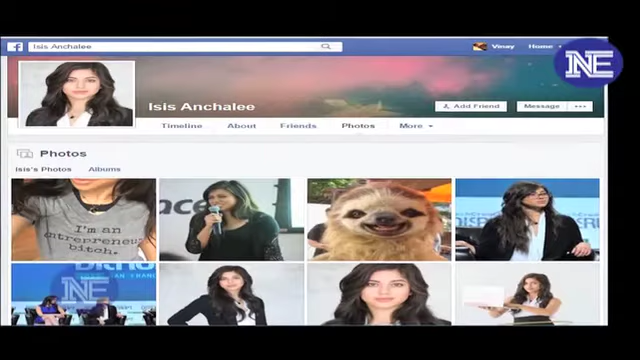 Isis Anchalee
Vinay Home
NE
Isis Anchalee
Add Friend Message
Timeline About Friends Photos More
Photos
Isis's Photos Albums
I'm an
entrepreneur
bitch.
NE